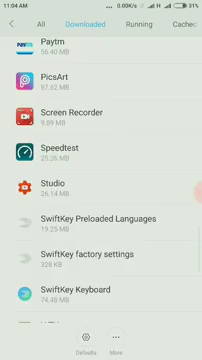 11:04 AM
0.00K/s
H
H
31%
All
Downloaded
Running
Cached
Paytm
56.40 MB
PicsArt
87.62 MB
Screen Recorder
9.89 MB
Speedtest
25.26 MB
Studio
26.14 MB
SwiftKey Preloaded Languages
19.25 MB
SwiftKey factory settings
328 KB
SwiftKey Keyboard
74.48 MB
Defaults
More